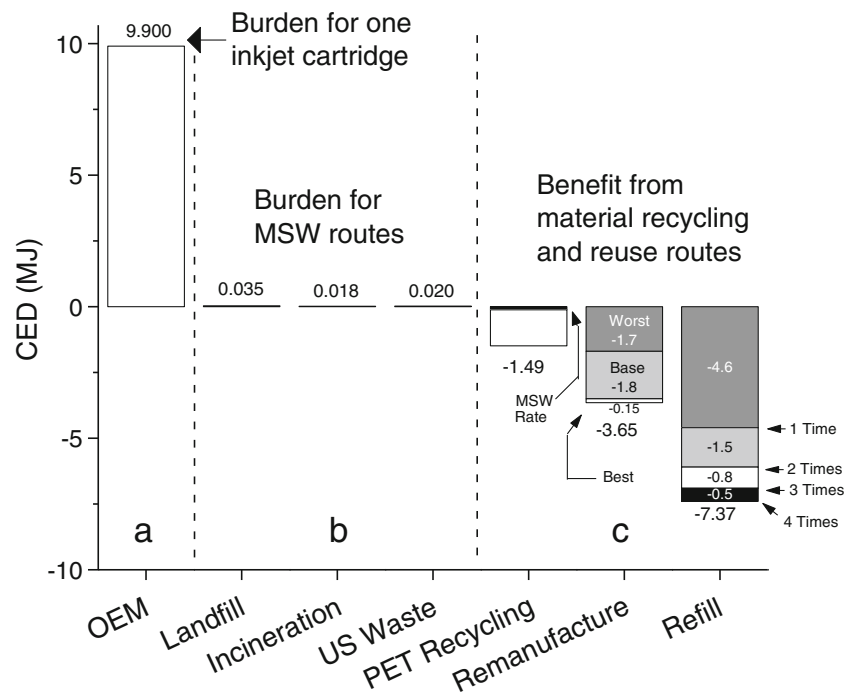 9.900
Burden for one
inkjet cartridge
10
5
0
-5
-10
CED (MJ)
Burden for
MSW routes
0.035
0.018
0.020
Benefit from
material recycling
and reuse routes
-1.49
MSW
Rate
Worst
-1.7
Base
-1.8
-0.15
-3.65
Best
-4.6
-1.5
-0.8
-0.5
-7.37
1 Time
2 Times
3 Times
4 Times
a
b
c
OEM
Landfill
Incineration
US Waste
PET Recycling
Remanufacture
Refill